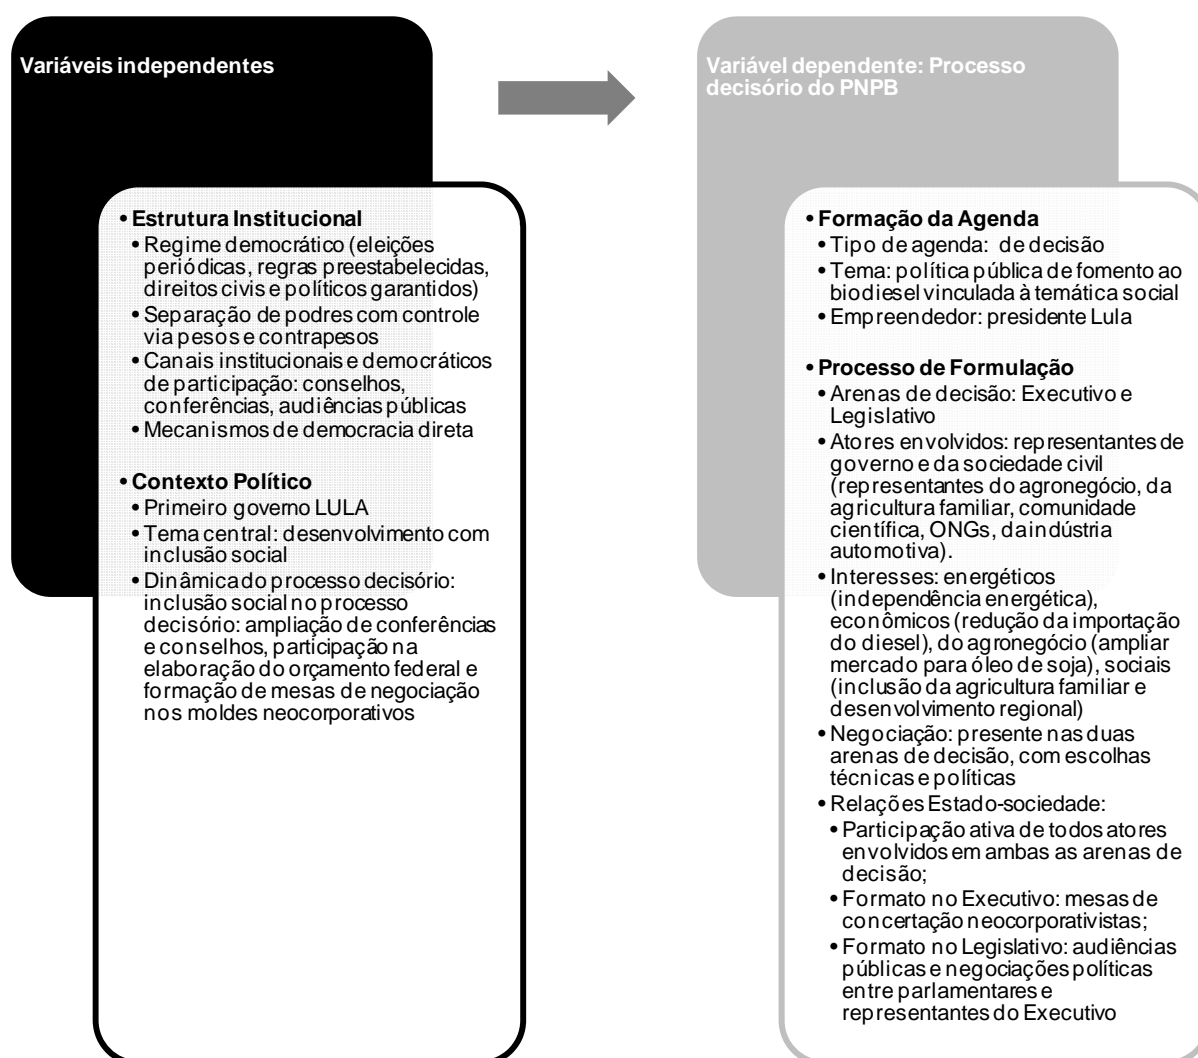 Variáveis independentes
• Estrutura Institucional
• Regime democrático (eleições
periódicas, regras preestabelecidas,
direitos civis e políticos garantidos)
• Separação de podres com controle
via pesos e contrapesos
• Canais institucionais e democráticos
de participação: conselhos,
conferências, audiências públicas
• Mecanismos de democracia direta
• Contexto Político
• Primeiro governo LULA
• Tema central: desenvolvimento com
inclusão social
• Dinâmica do processo decisório:
inclusão social no processo
decisório: ampliação de conferências
e conselhos, participação na
elaboração do orçamento federal e
formação de mesas de negociação
nos moldes neocorporativos
Variável dependente: Processo
decisório do PNPB
• Formação da Agenda
• Tipo de agenda: de decisão
• Tema: política pública de fomento ao
biodiesel vinculada à temática social
• Empreendedor: presidente Lula
• Processo de Formulação
• Arenas de decisão: Executivo e
Legislativo
• Atores envolvidos: representantes de
governo e da sociedade civil
(representantes do agronegócio, da
agricultura familiar, comunidade
científica, ONGs, da indústria
automotiva).
• Interesses: energéticos
(independência energética),
econômicos (redução da importação
do diesel), do agronegócio (ampliar
mercado para óleo de soja), sociais
(inclusão da agricultura familiar e
desenvolvimento regional)
• Negociação: presente nas duas
arenas de decisão, com escolhas
técnicas e políticas
• Relações Estado-sociedade:
• Participação ativa de todos atores
envolvidos em ambas as arenas de
decisão;
• Formato no Executivo: mesas de
concertação neocorporativistas;
• Formato no Legislativo: audiências
públicas e negociações políticas
entre parlamentares e
representantes do Executivo